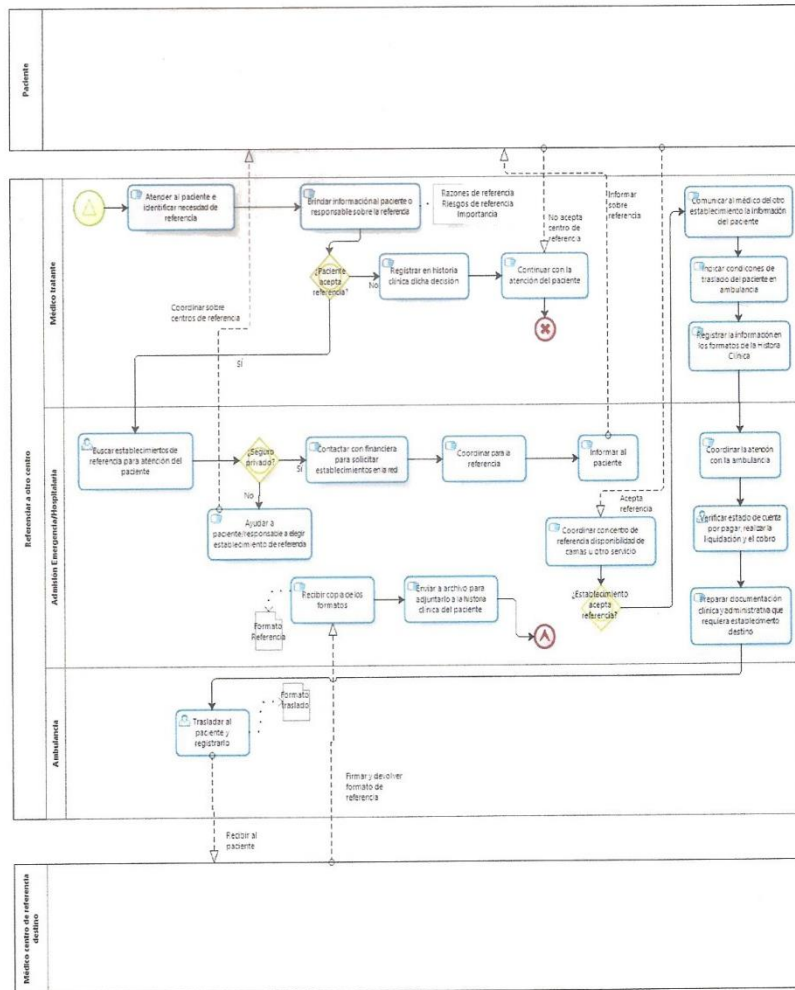 Paciente
Referenciar a otro centro
Médico tratante
Atender al paciente e
identificar necesidad de
referencia
Brindar información al paciente o
responsable sobre la referencia
Razones de referencia
Riesgos de referencia
Importancia
¿Paciente
acepta
referencia?
No
Registrar en historia
clínica dicha decisión
Continuar con la
atención del paciente
No acepta
centro de
referencia
Informar
sobre
referencia
Comunicar al médico del otro
establecimiento la información
del paciente
Indicar condiciones de
traslado del paciente en
ambulancia
Registrar la información en
los formatos de la Histora
Clínica
Coordinar sobre
centros de referencia
SÍ
Admisión Emergencia/Hospitalaria
Buscar establecimientos de
referencia para atención del
paciente
¿Seguro
privado?
Sí
No
Contactar con financiera
para solicitar
establecimientos en la red
Coordinar para la
referencia
Informar al
paciente
Ayudar a
paciente/responsable a elegir
establecimiento de referencia
Acepta
referencia
Coordinar con centro de
referencia disponiblidad de
camas u otro servicio
¿Establecimiento
acepta
referencia?
Coordinar la atención
con la ambulancia
Verificar estado de cuenta
por pagar, realizar la
liquidación y el cobro
Preparar documentación
clínica y administrativa que
requiera establecimiento
destino
Recibir copia de los
formatos
Enviar a archivo para
adjuntarlo a la historia
clínica del paciente
Formato
Referencia
Ambulancia
Trasladar al
paciente y
registrarlo
Formato
traslado
Firmar y devolver
formato de
referencia
Recibir al
paciente
Médico centro de referencia
destino